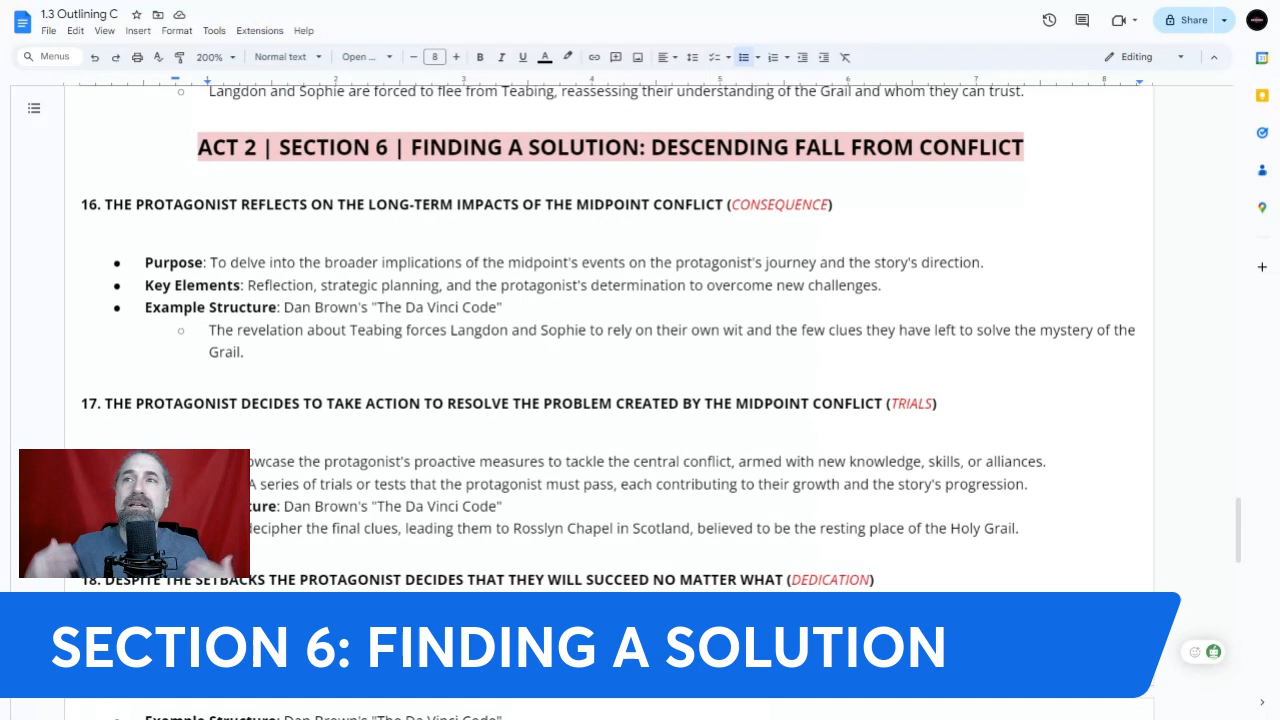 1.3 Outlining C
File Edit View Insert Format Tools Extensions Help
Share
Menus 200% Normal text Open ... 8 B I U A Editing
1 2 3 4 5 6 7 8
Langdon and Sophie are forced to flee from Teabing, reassessing their understanding of the Grail and whom they can trust.
ACT 2 | SECTION 6 | FINDING A SOLUTION: DESCENDING FALL FROM CONFLICT
16. THE PROTAGONIST REFLECTS ON THE LONG-TERM IMPACTS OF THE MIDPOINT CONFLICT (CONSEQUENCE)
● Purpose: To delve into the broader implications of the midpoint's events on the protagonist's journey and the story's direction.
● Key Elements: Reflection, strategic planning, and the protagonist's determination to overcome new challenges.
● Example Structure: Dan Brown's "The Da Vinci Code"
○ The revelation about Teabing forces Langdon and Sophie to rely on their own wit and the few clues they have left to solve the mystery of the
Grail.
17. THE PROTAGONIST DECIDES TO TAKE ACTION TO RESOLVE THE PROBLEM CREATED BY THE MIDPOINT CONFLICT (TRIALS)
the protagonist's proactive measures to tackle the central conflict, armed with new knowledge, skills, or alliances.
A series of trials or tests that the protagonist must pass, each contributing to their growth and the story's progression.
Dan Brown's "The Da Vinci Code"
decipher the final clues, leading them to Rosslyn Chapel in Scotland, believed to be the resting place of the Holy Grail.
18. DESPITE THE SETBACKS THE PROTAGONIST DECIDES THAT THEY WILL SUCCEED NO MATTER WHAT (DEDICATION)
SECTION 6: FINDING A SOLUTION
Example Structure: Dan Brown's "The Da Vinci Code"